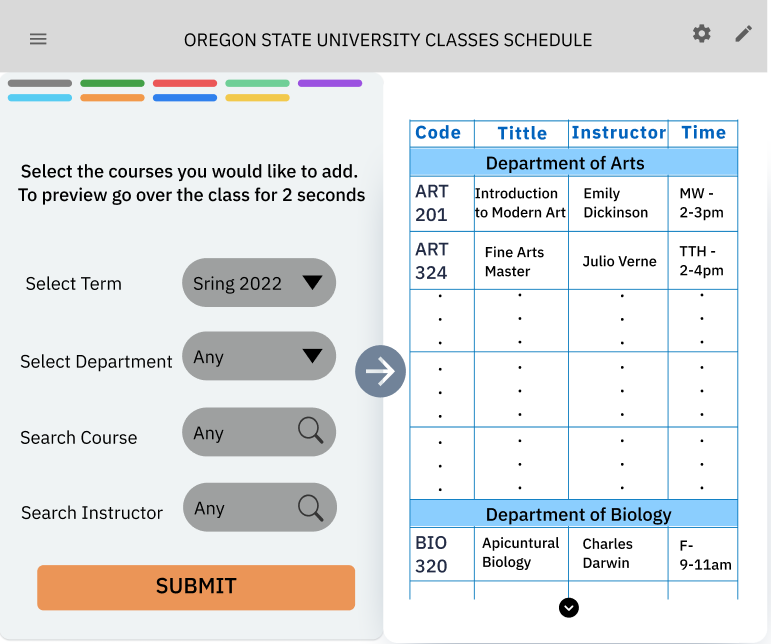 OREGON STATE UNIVERSITY CLASSES SCHEDULE
Select the courses you would like to add.
To preview go over the class for 2 seconds
Select Term
Sring 2022
Select Department
Any
Search Course
Any
Search Instructor
Any
SUBMIT
Code Tittle Instructor Time
Department of Arts
ART
201
Introduction
to Modern Art
Emily
Dickinson
MW -
2-3pm
ART
324
Fine Arts
Master
Julio Verne
TTH -
2-4pm
Department of Biology
BIO
320
Apicuntural
Biology
Charles
Darwin
F-
9-11am